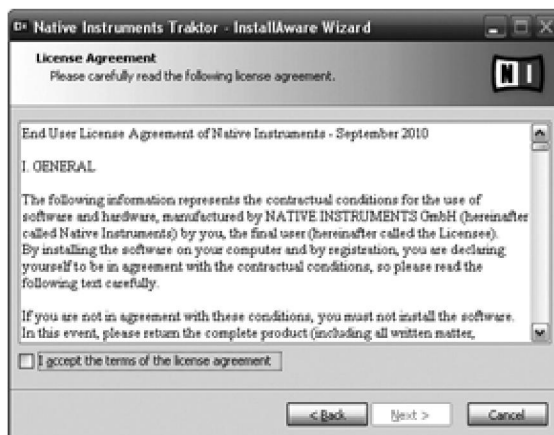 Native Instruments Traktor - InstallAware Wizard
License Agreement
Please carefully read the following license agreement.
N I
End User License Agreement of Native Instruments - September 2010
I. GENERAL
The following information represents the contractual conditions for the use of
software and hardware, manufactured by NATIVE INSTRUMENTS GmbH (hereinafter
called Native Instruments) by you, the final user (hereinafter called the Licensee).
By installing the software on your computer and by registration, you are declaring
yourself to be in agreement with the contractual conditions, so please read the
following text carefully.
If you are not in agreement with these conditions, you must not install the software.
In this event, please return the complete product (including all written matter,
I accept the terms of the license agreement
< Back Next > Cancel